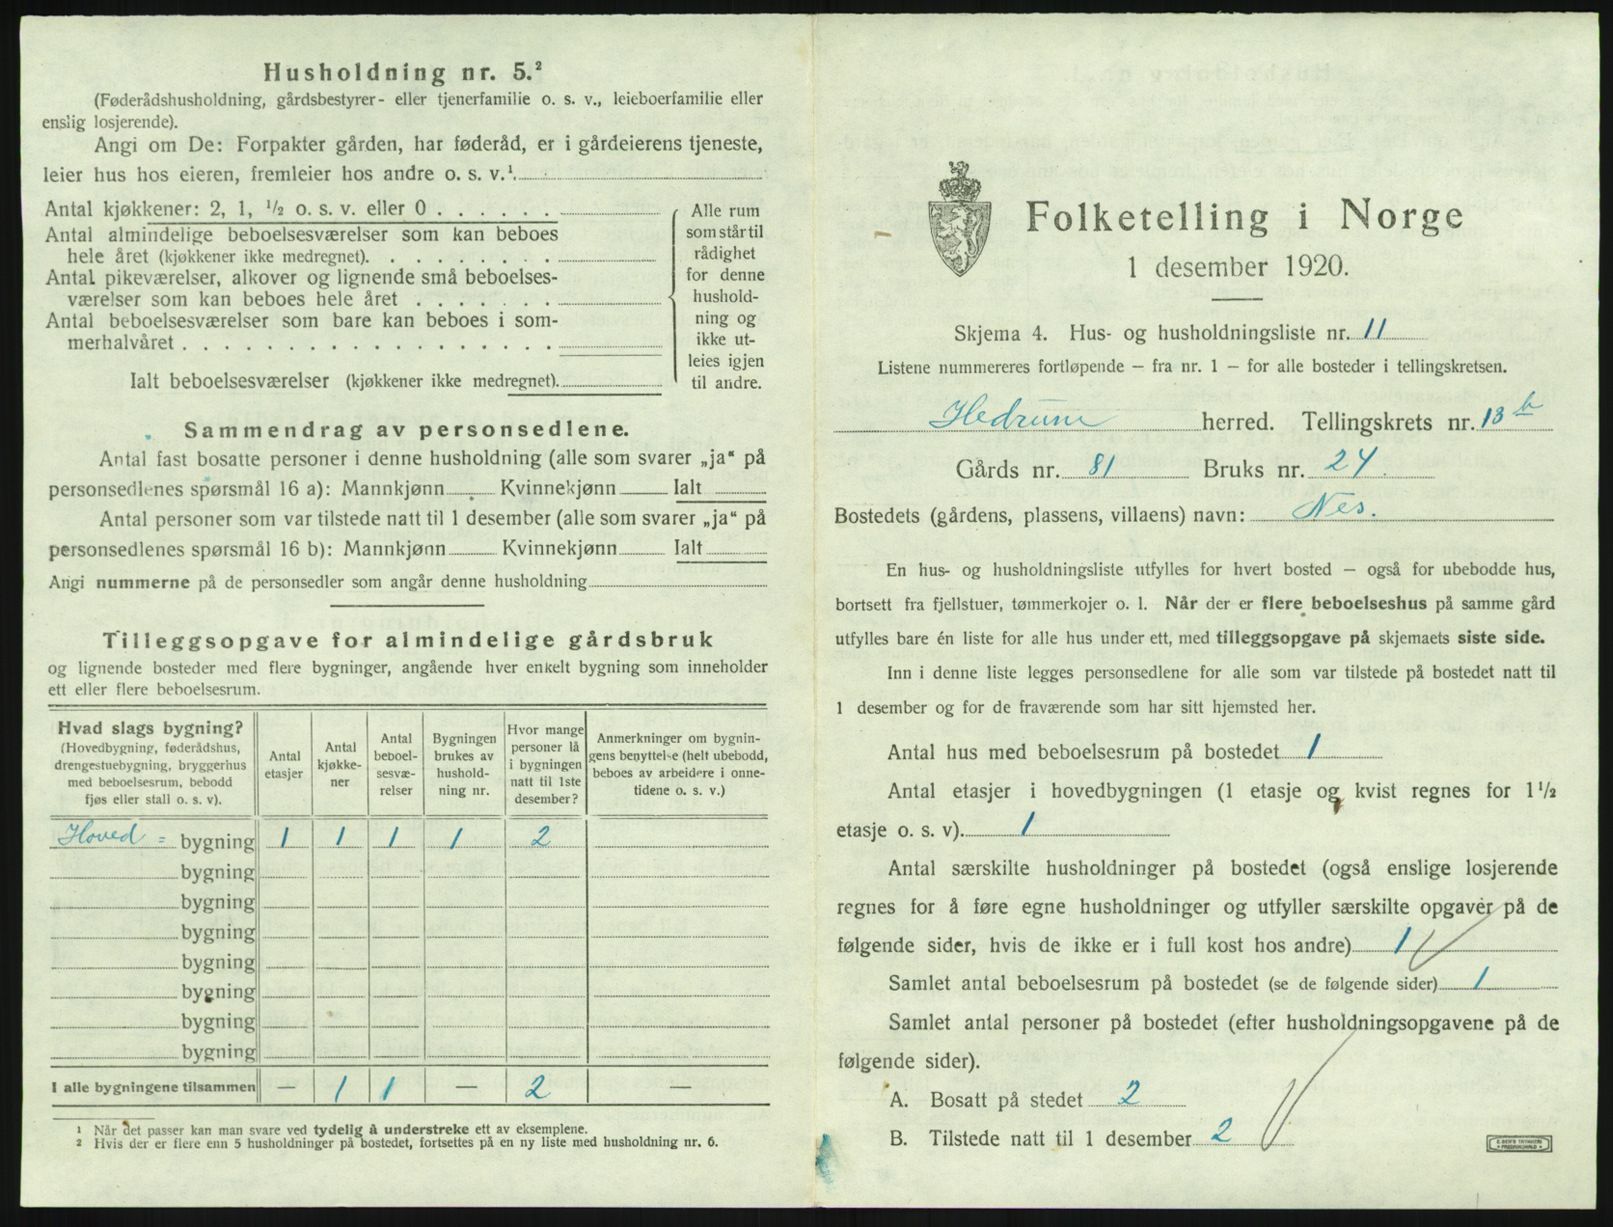 Husholdning nr. 5.²
(Føderådshusholdning, gårdsbestyrer- eller tjenerfamilie o. s. v., leieboerfamilie eller
enslig losjerende).
Angi om De: Forpakter gården, har føderåd, er i gårdeierens tjeneste,
leier hus hos eieren, fremleier hos andre o. s. v.¹
Antal kjøkkener: 2, 1, ½ o. s. v. eller 0 . . . . . .
Antal almindelige beboelsesværelser som kan beboes
hele året (kjøkkener ikke medregnet). . . . . . . .
Antal pikeværelser, alkover og lignende små beboelses-
værelser som kan beboes hele året . . . . . . .
Antal beboelsesværelser som bare kan beboes i som-
merhalvåret . . . . . . . . . . . . . . . . . .
Ialt beboelsesværelser (kjøkkener ikke medregnet).
Alle rum
som står til
rådighet
for denne
hushold-
ning og
ikke ut-
leies igjen
til andre.
Sammendrag av personsedlene.
Antal fast bosatte personer i denne husholdning (alle som svarer „ja“ på
personsedlenes spørsmål 16 a): Mannkjønn Kvinnekjønn Ialt
Antal personer som var tilstede natt til 1 desember (alle som svarer „ja“ på
personsedlenes spørsmål 16 b): Mannkjønn Kvinnekjønn Ialt
Angi nummerne på de personsedler som angår denne husholdning
Tilleggsopgave for almindelige gårdsbruk
og lignende bosteder med flere bygninger, angående hver enkelt bygning som inneholder
ett eller flere beboelsesrum.
Hvad slags bygning?
(Hovedbygning, føderådshus,
drengestuebygning, bryggerhus
med beboelsesrum, bebodd
fjøs eller stall o. s. v).
Antal
etasjer
Antal
kjøkke-
ner
Antal
beboel-
sesvæ-
relser
Bygningen
brukes av
hushold-
ning nr.
Hvor mange
personer lå
i bygningen
natt til 1ste
desember?
Anmerkninger om bygnin-
gens benyttelse (helt ubebodd,
beboes av arbeidere i onne-
tidene o. s. v.)
Hoved = bygning 1 1 1 1 2
bygning
bygning
bygning
bygning
bygning
bygning
bygning
I alle bygningene tilsammen — 1 1 — 2 —
1 Når det passer kan man svare ved tydelig å understreke ett av eksemplene.
2 Hvis der er flere enn 5 husholdninger på bostedet, fortsettes på en ny liste med husholdning nr. 6.
Folketelling i Norge
1 desember 1920.
Skjema 4. Hus- og husholdningsliste nr. 11
Listene nummereres fortløpende – fra nr. 1 – for alle bosteder i tellingskretsen.
Hedrum herred. Tellingskrets nr. 13 b
Gårds nr. 81 Bruks nr. 24.
Bostedets (gårdens, plassens, villaens) navn: Nes.
En hus- og husholdningsliste utfylles for hvert bosted – også for ubebodde hus,
bortsett fra fjellstuer, tømmerkojer o. l. Når der er flere beboelseshus på samme gård
utfylles bare én liste for alle hus under ett, med tilleggsopgave på skjemaets siste side.
Inn i denne liste legges personsedlene for alle som var tilstede på bostedet natt til
1 desember og for de fraværende som har sitt hjemsted her.
Antal hus med beboelsesrum på bostedet 1
Antal etasjer i hovedbygningen (1 etasje og kvist regnes for 1½
etasje o. s. v). 1
Antal særskilte husholdninger på bostedet (også enslige losjerende
regnes for å føre egne husholdninger og utfyller særskilte opgaver på de
følgende sider, hvis de ikke er i full kost hos andre) 1
Samlet antal beboelsesrum på bostedet (se de følgende sider) 1
Samlet antal personer på bostedet (efter husholdningsopgavene på de
følgende sider).
A. Bosatt på stedet 2
B. Tilstede natt til 1 desember 2